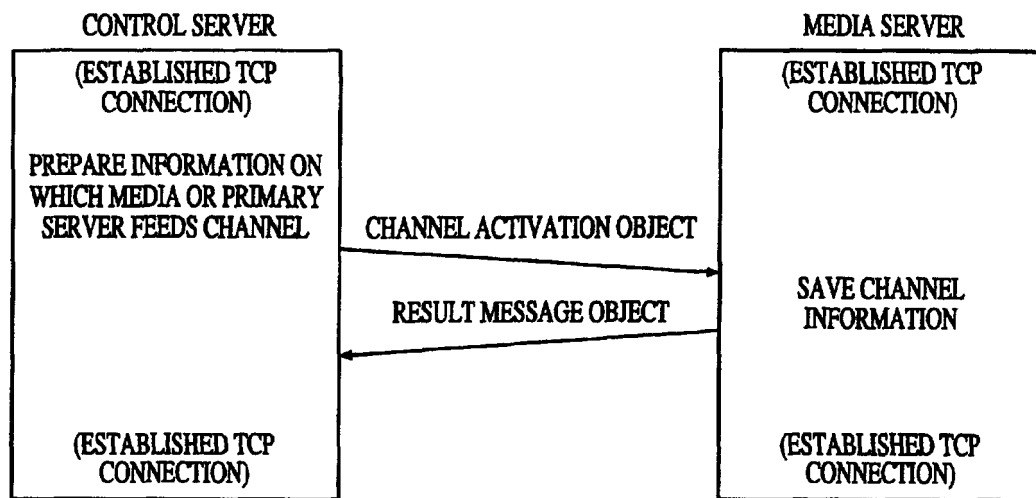 CONTROL SERVER
(ESTABLISHED TCP
CONNECTION)
PREPARE INFORMATION ON
WHICH MEDIA OR PRIMARY
SERVER FEEDS CHANNEL
(ESTABLISHED TCP
CONNECTION)
CHANNEL ACTIVATION OBJECT
RESULT MESSAGE OBJECT
MEDIA SERVER
(ESTABLISHED TCP
CONNECTION)
SAVE CHANNEL
INFORMATION
(ESTABLISHED TCP
CONNECTION)